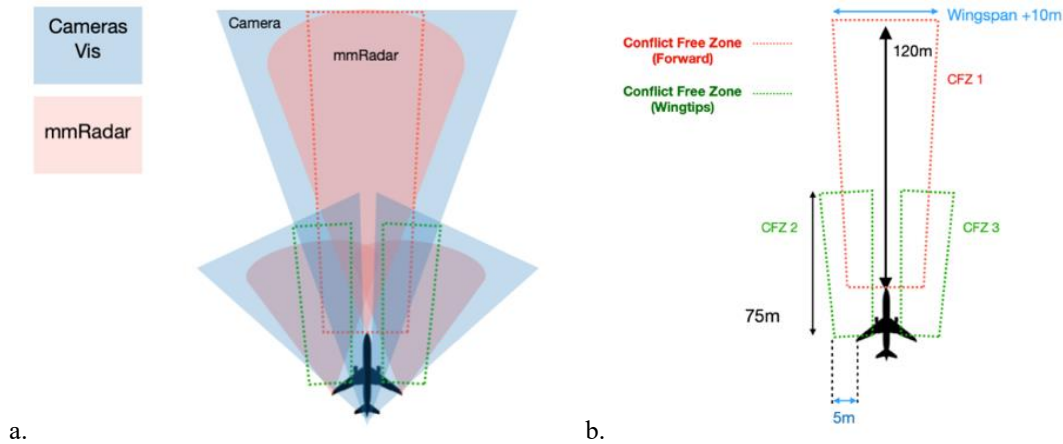 Cameras
Vis
mmRadar
Camera
mmRadar
a.
Wingspan +10m
Conflict Free Zone
(Forward)
120m
CFZ 1
Conflict Free Zone
(Wingtips)
CFZ 2
CFZ 3
75m
5m
b.